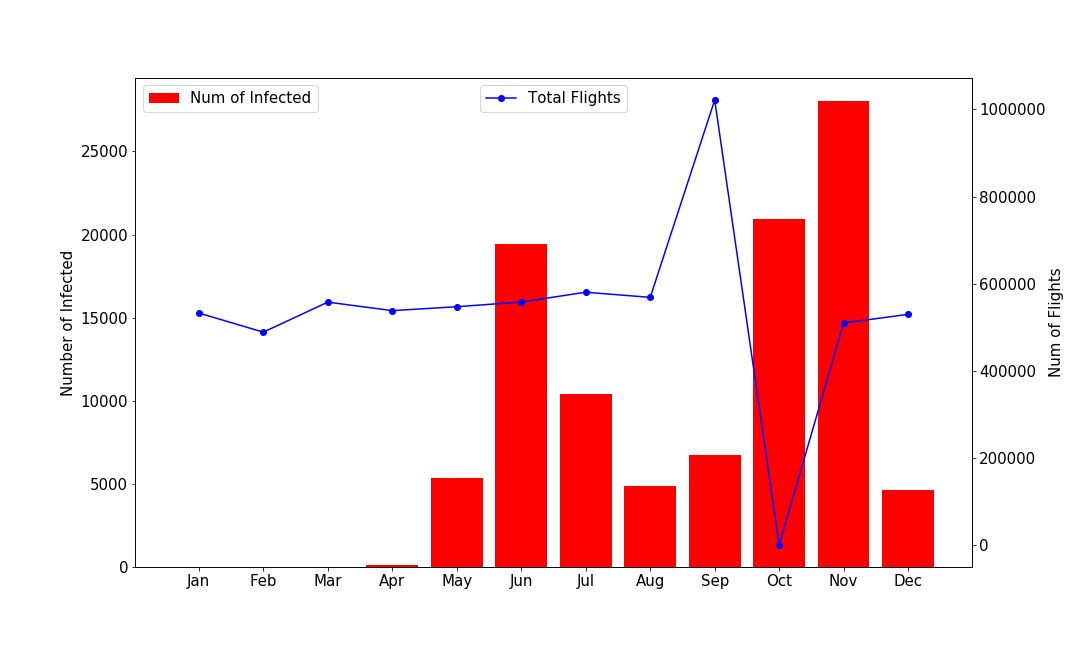 Num of Infected
Total Flights
Number of Infected
25000
20000
15000
10000
5000
0
1000000
800000
600000
400000
200000
0
Num of Flights
Jan Feb Mar Apr May Jun Jul Aug Sep Oct Nov Dec